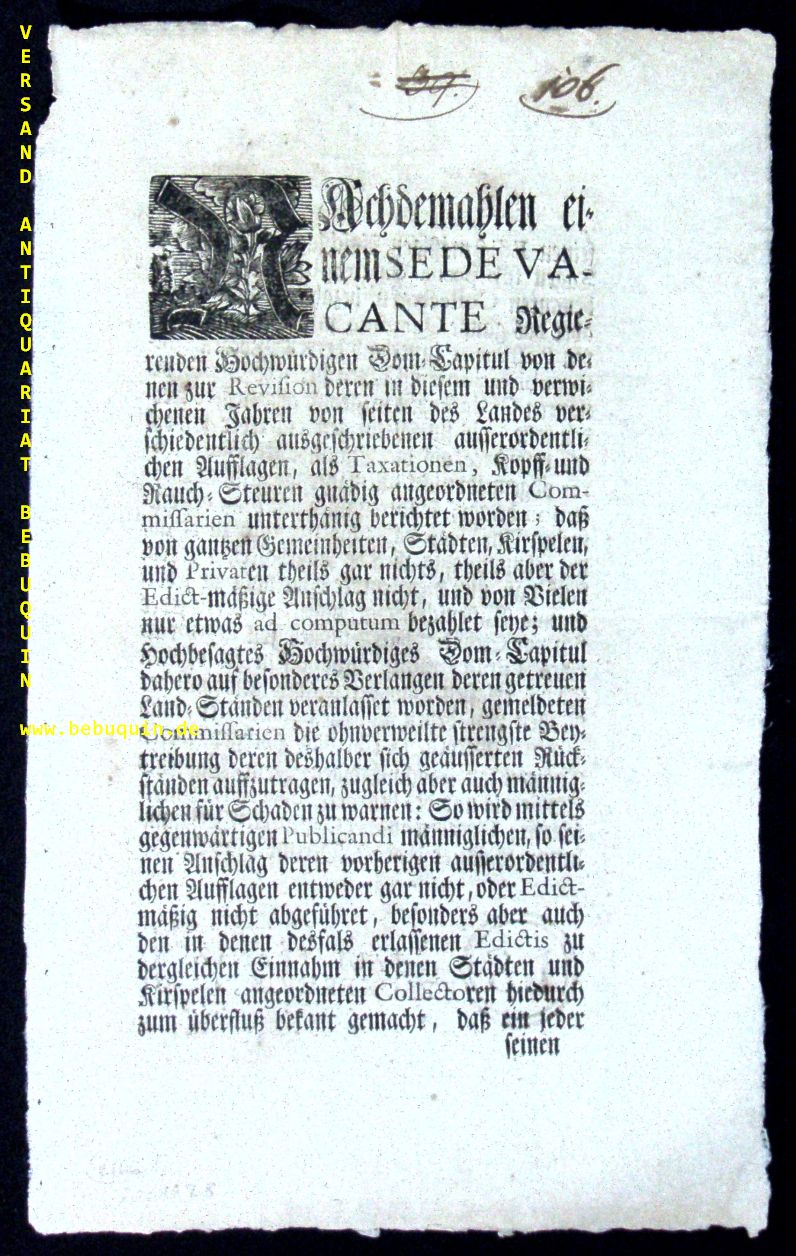 VERSAND ANTIQUARIAT BEBUQUIN
www.bebuquin.de
39. 106.
NAchdemahlen ei-
nem SEDE VA-
CANTE Regie-
renden Hochwürdigen Dom-Capitul von de-
nen zur Revision deren in diesem und verwi-
chenen Jahren von seiten des Landes ver-
schiedentlich ausgeschriebenen ausserordentli-
chen Aufflagen, als Taxationen, Kopff-und
Rauch-Steuren gnädig angeordneten Com-
missarien unterthänig berichtet worden; daß
von gantzen Gemeinheiten, Städten, Kirspelen,
und Privaten theils gar nichts, theils aber der
Edict-mäßige Anschlag nicht, und von Vielen
nur etwas ad computum bezahlet seye; und
Hochbesagtes Hochwürdiges Dom-Capitul
dahero auf besonderes Verlangen deren getreuen
Land-Ständen veranlasset worden, gemeldeten
Commissarien die ohnverweilte strengste Bey-
treibung deren deshalber sich geäusserten Rück-
ständen auffzutragen, zugleich aber auch männig-
lichen für Schaden zu warnen: So wird mittels
gegenwärtigen Publicandi männiglichen, so sei-
nen Anschlag deren vorherigen ausserordentli-
chen Aufflagen entweder gar nicht, oder Edict-
mäßig nicht abgeführet, besonders aber auch
den in denen desfals erlassenen Edictis zu
dergleichen Einnahm in denen Städten und
Kirspelen angeordneten Collectoren hiedurch
zum überfluß bekant gemacht, daß ein jeder
seinen